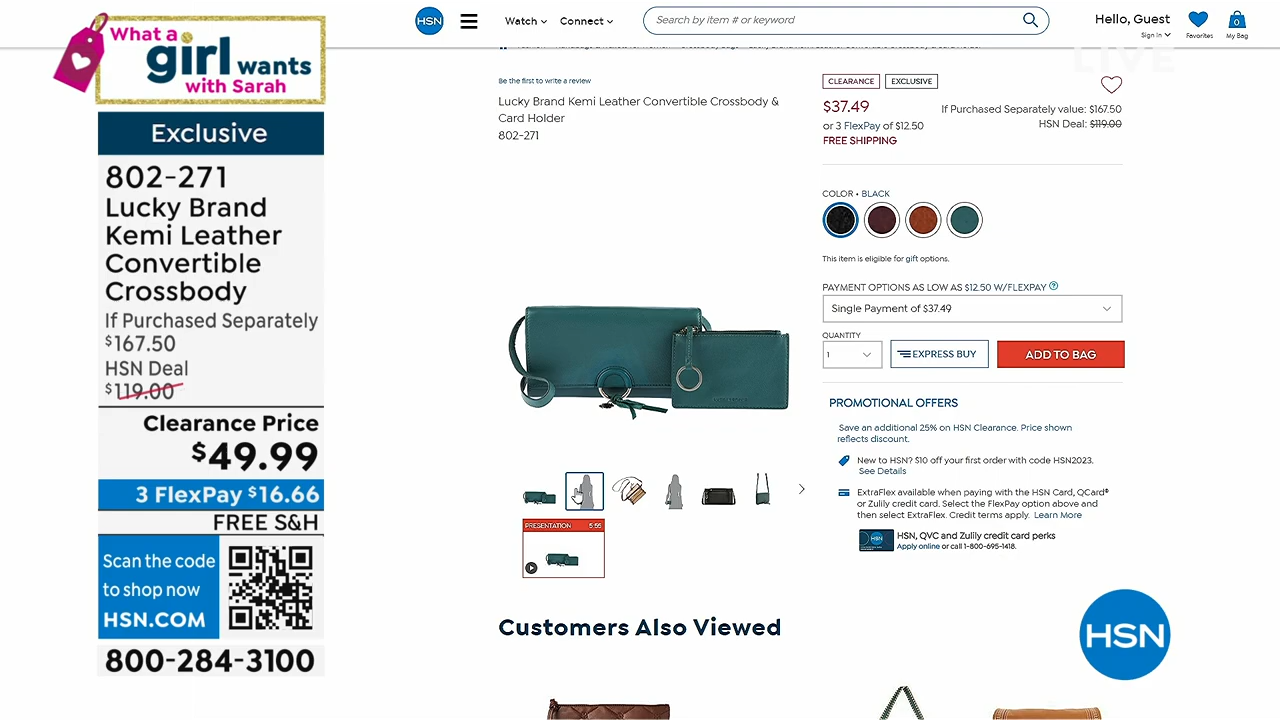 What a
girl wants
with Sarah
Exclusive
802-271
Lucky Brand
Kemi Leather
Convertible
Crossbody
If Purchased Separately
$167.50
HSN Deal
$119.00
Clearance Price
$49.99
3 FlexPay $16.66
FREE S&H
Scan the code
to shop now
HSN.COM
800-284-3100
HSN
Watch
Connect
Search by item # or keyword
Hello, Guest
Sign In
Favorites
0
My Bag
LIVE
Be the first to write a review
Lucky Brand Kemi Leather Convertible Crossbody &
Card Holder
802-271
PRESENTATION 5:56
Customers Also Viewed
CLEARANCE
EXCLUSIVE
$37.49
or 3 FlexPay of $12.50
FREE SHIPPING
If Purchased Separately value: $167.50
HSN Deal: $119.00
COLOR • BLACK
This item is eligible for gift options.
PAYMENT OPTIONS AS LOW AS $12.50 W/FLEXPAY ?
Single Payment of $37.49
QUANTITY
1
EXPRESS BUY
ADD TO BAG
PROMOTIONAL OFFERS
Save an additional 25% on HSN Clearance. Price shown
reflects discount.
New to HSN? $10 off your first order with code HSN2023.
See Details
ExtraFlex available when paying with the HSN Card, QCard®
or Zulily credit card. Select the FlexPay option above and
then select ExtraFlex. Credit terms apply. Learn More
HSN
HSN, QVC and Zulily credit card perks
Apply online or call 1-800-695-1418.
HSN